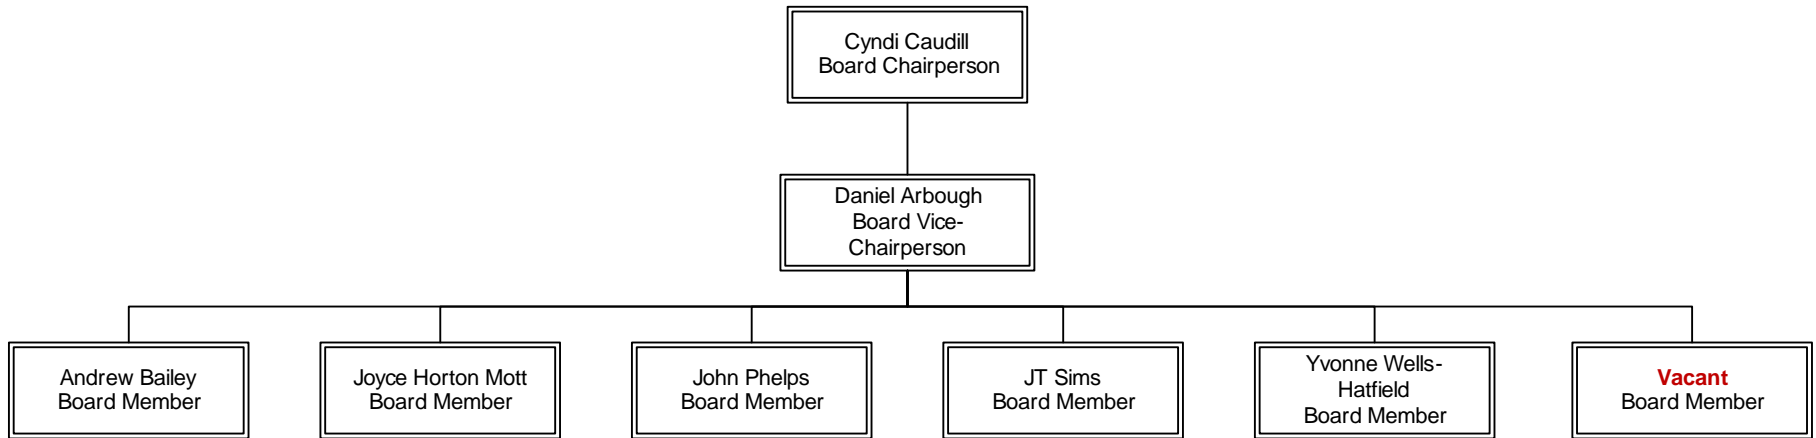 Cyndi Caudill
Board Chairperson
Daniel Arbough
Board Vice-
Chairperson
Andrew Bailey
Board Member
Joyce Horton Mott
Board Member
John Phelps
Board Member
JT Sims
Board Member
Yvonne Wells-
Hatfield
Board Member
Vacant
Board Member